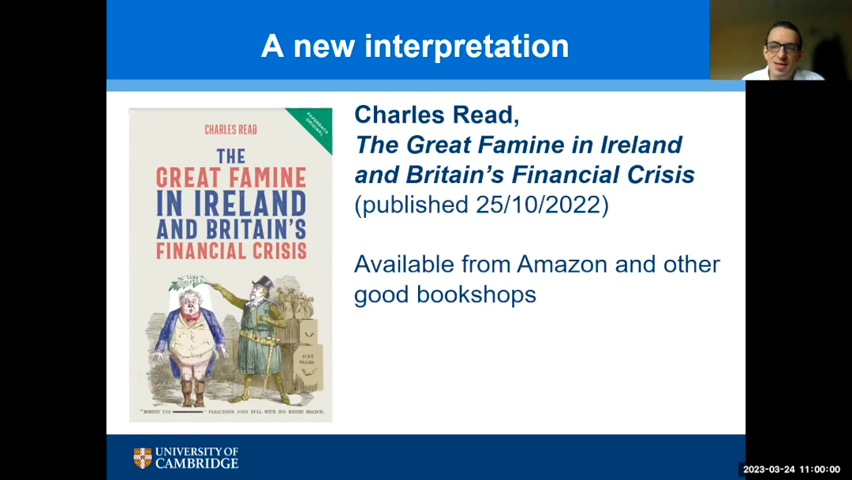 A new interpretation
CHARLES READ
PAPERBACK
ORIGINAL
THE
GREAT FAMINE
IN IRELAND
AND BRITAIN'S
FINANCIAL CRISIS
Charles Read,
The Great Famine in Ireland
and Britain's Financial Crisis
(published 25/10/2022)
Available from Amazon and other
good bookshops
UNIVERSITY OF
CAMBRIDGE
2023-03-24 11:00:00